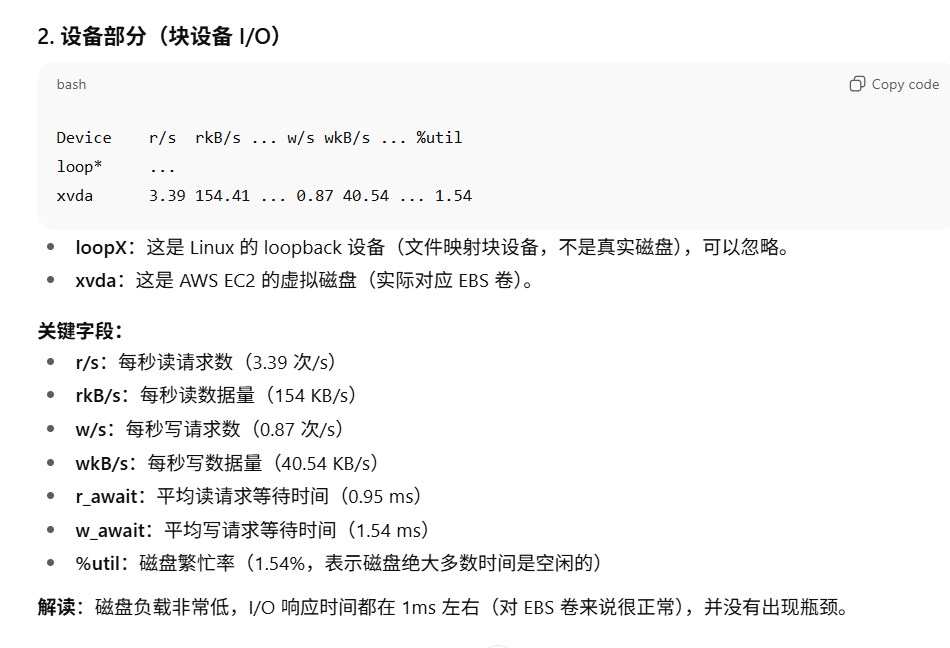 2. 设备部分（块设备 I/O）
bash
Copy code
Device    r/s  rkB/s ... w/s wkB/s ... %util
loop*     ...
xvda      3.39 154.41 ... 0.87 40.54 ... 1.54
• loopX：这是 Linux 的 loopback 设备（文件映射块设备，不是真实磁盘），可以忽略。
• xvda：这是 AWS EC2 的虚拟磁盘（实际对应 EBS 卷）。
关键字段：
• r/s：每秒读请求数（3.39 次/s）
• rkB/s：每秒读数据量（154 KB/s）
• w/s：每秒写请求数（0.87 次/s）
• wkB/s：每秒写数据量（40.54 KB/s）
• r_await：平均读请求等待时间（0.95 ms）
• w_await：平均写请求等待时间（1.54 ms）
• %util：磁盘繁忙率（1.54%，表示磁盘绝大多数时间是空闲的）
解读：磁盘负载非常低，I/O 响应时间都在 1ms 左右（对 EBS 卷来说很正常），并没有出现瓶颈。